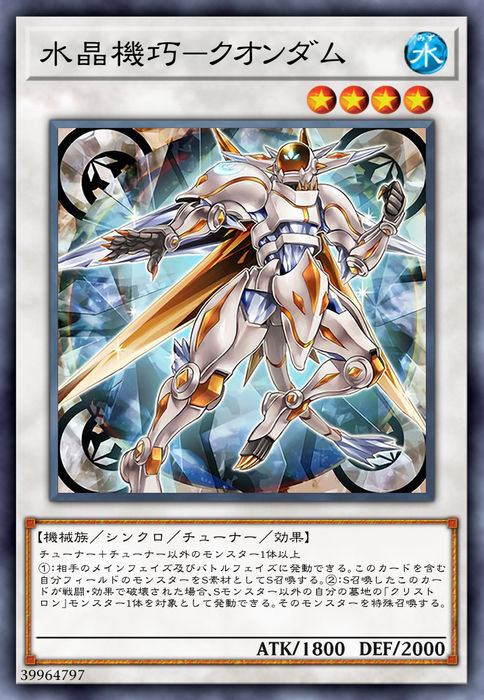 水晶機巧－クオンダム
みず
水
【機械族／シンクロ／チューナー／効果】
チューナー＋チューナー以外のモンスター1体以上
①：相手のメインフェイズ及びバトルフェイズに発動できる。このカードを含む
自分フィールドのモンスターをS素材としてS召喚する。②：S召喚したこのカー
ドが戦闘・効果で破壊された場合、Sモンスター以外の自分の墓地の「クリスト
ロン」モンスター1体を対象として発動できる。そのモンスターを特殊召喚する。
ATK/1800 DEF/2000
39964797